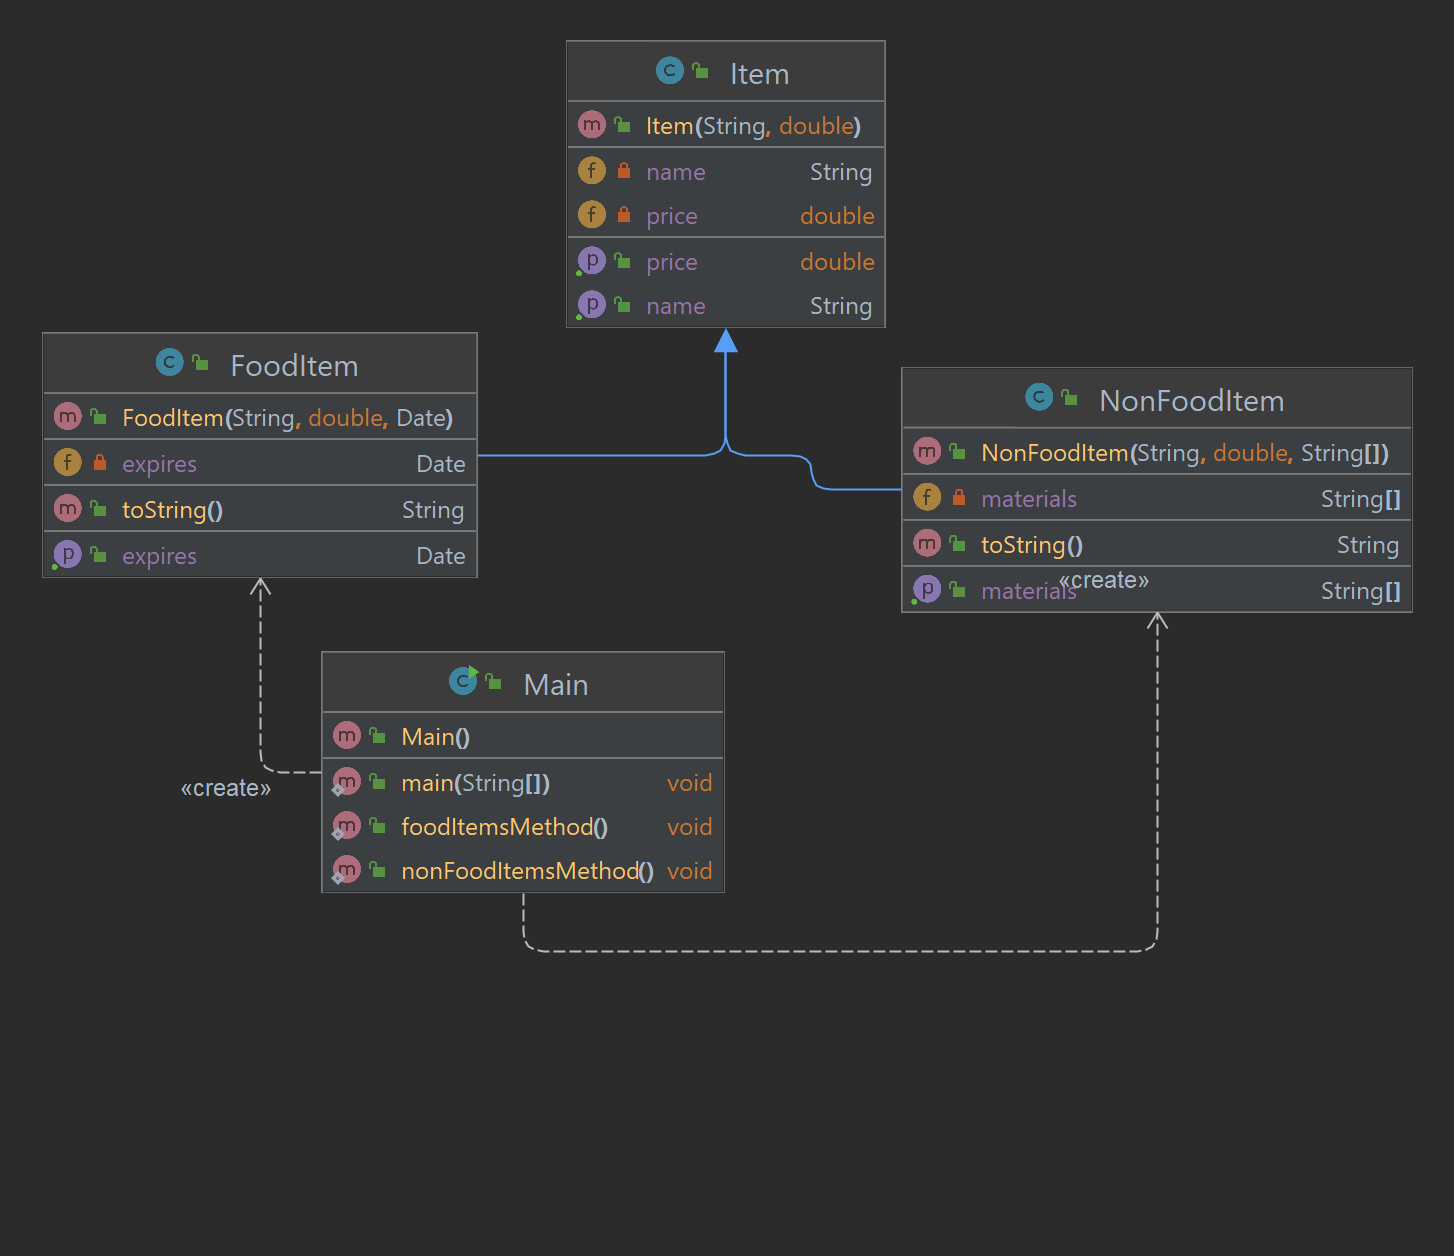 Item
m Item(String, double)
f name String
f price double
p price double
p name String
C FoodItem
m FoodItem(String, double, Date)
f expires Date
m toString() String
p expires Date
C NonFoodItem
m NonFoodItem(String, double, String[])
f materials String[]
m toString() String
«create»
p materials String[]
C Main
m Main()
m main(String[]) void
m foodItemsMethod() void
m nonFoodItemsMethod() void
«create»